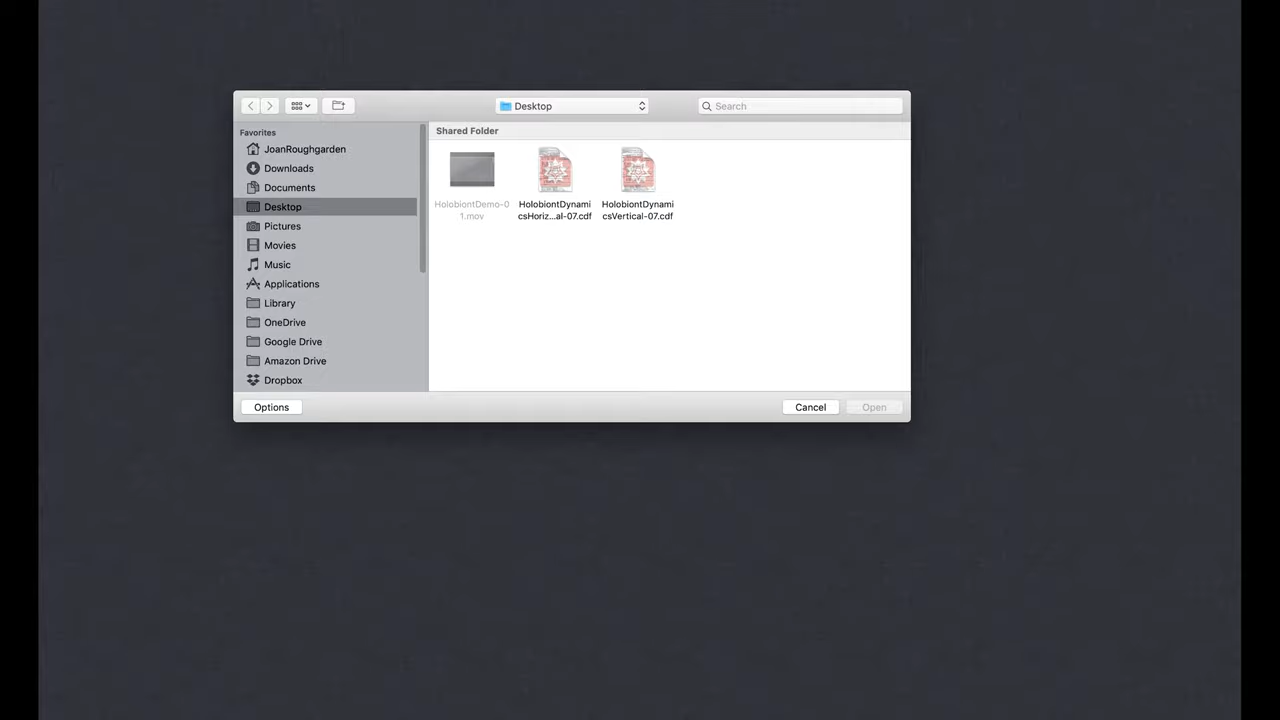 Desktop
Search
Favorites
JoanRoughgarden
Downloads
Documents
Desktop
Pictures
Movies
Music
Applications
Library
OneDrive
Google Drive
Amazon Drive
Dropbox
Shared Folder
HolobiontDemo-0
1.mov
HolobiontDynami
csHoriz...al-07.cdf
HolobiontDynami
csVertical-07.cdf
Options
Cancel
Open